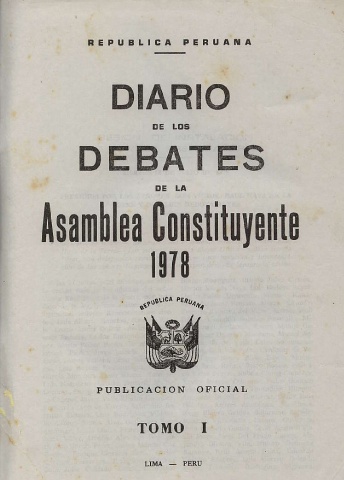 REPUBLICA PERUANA
DIARIO
DE LOS
DEBATES
DE LA
Asamblea Constituyente
1978
REPUBLICA PERUANA
PUBLICACION OFICIAL
TOMO I
LIMA — PERU